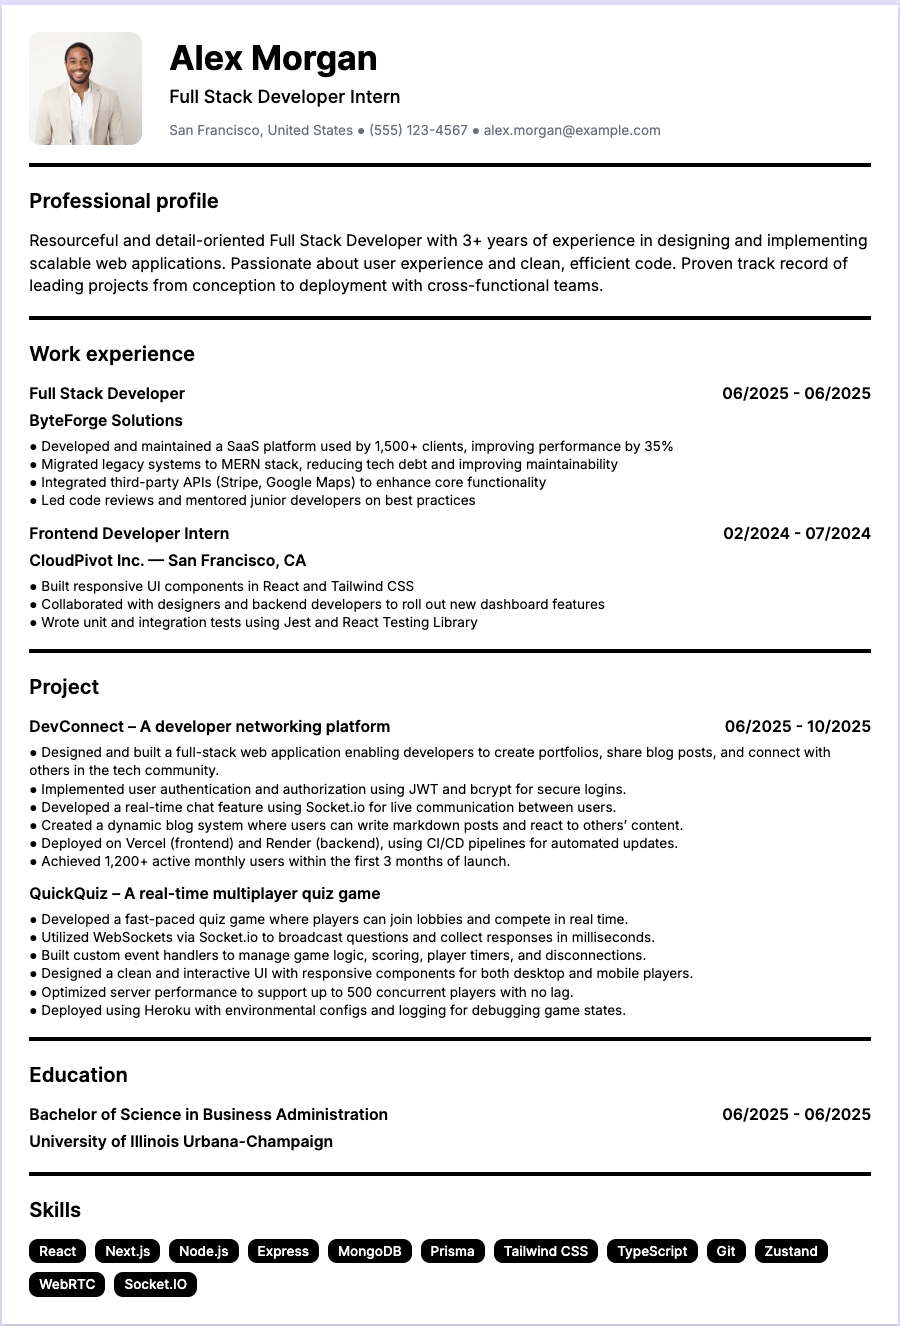 Alex Morgan
Full Stack Developer Intern
San Francisco, United States ● (555) 123-4567 ● alex.morgan@example.com
Professional profile
Resourceful and detail-oriented Full Stack Developer with 3+ years of experience in designing and implementing
scalable web applications. Passionate about user experience and clean, efficient code. Proven track record of
leading projects from conception to deployment with cross-functional teams.
Work experience
Full Stack Developer 06/2025 - 06/2025
ByteForge Solutions
● Developed and maintained a SaaS platform used by 1,500+ clients, improving performance by 35%
● Migrated legacy systems to MERN stack, reducing tech debt and improving maintainability
● Integrated third-party APIs (Stripe, Google Maps) to enhance core functionality
● Led code reviews and mentored junior developers on best practices
Frontend Developer Intern 02/2024 - 07/2024
CloudPivot Inc. — San Francisco, CA
● Built responsive UI components in React and Tailwind CSS
● Collaborated with designers and backend developers to roll out new dashboard features
● Wrote unit and integration tests using Jest and React Testing Library
Project
DevConnect – A developer networking platform 06/2025 - 10/2025
● Designed and built a full-stack web application enabling developers to create portfolios, share blog posts, and connect with
others in the tech community.
● Implemented user authentication and authorization using JWT and bcrypt for secure logins.
● Developed a real-time chat feature using Socket.io for live communication between users.
● Created a dynamic blog system where users can write markdown posts and react to others’ content.
● Deployed on Vercel (frontend) and Render (backend), using CI/CD pipelines for automated updates.
● Achieved 1,200+ active monthly users within the first 3 months of launch.
QuickQuiz – A real-time multiplayer quiz game
● Developed a fast-paced quiz game where players can join lobbies and compete in real time.
● Utilized WebSockets via Socket.io to broadcast questions and collect responses in milliseconds.
● Built custom event handlers to manage game logic, scoring, player timers, and disconnections.
● Designed a clean and interactive UI with responsive components for both desktop and mobile players.
● Optimized server performance to support up to 500 concurrent players with no lag.
● Deployed using Heroku with environmental configs and logging for debugging game states.
Education
Bachelor of Science in Business Administration 06/2025 - 06/2025
University of Illinois Urbana-Champaign
Skills
React Next.js Node.js Express MongoDB Prisma Tailwind CSS TypeScript Git Zustand
WebRTC Socket.IO